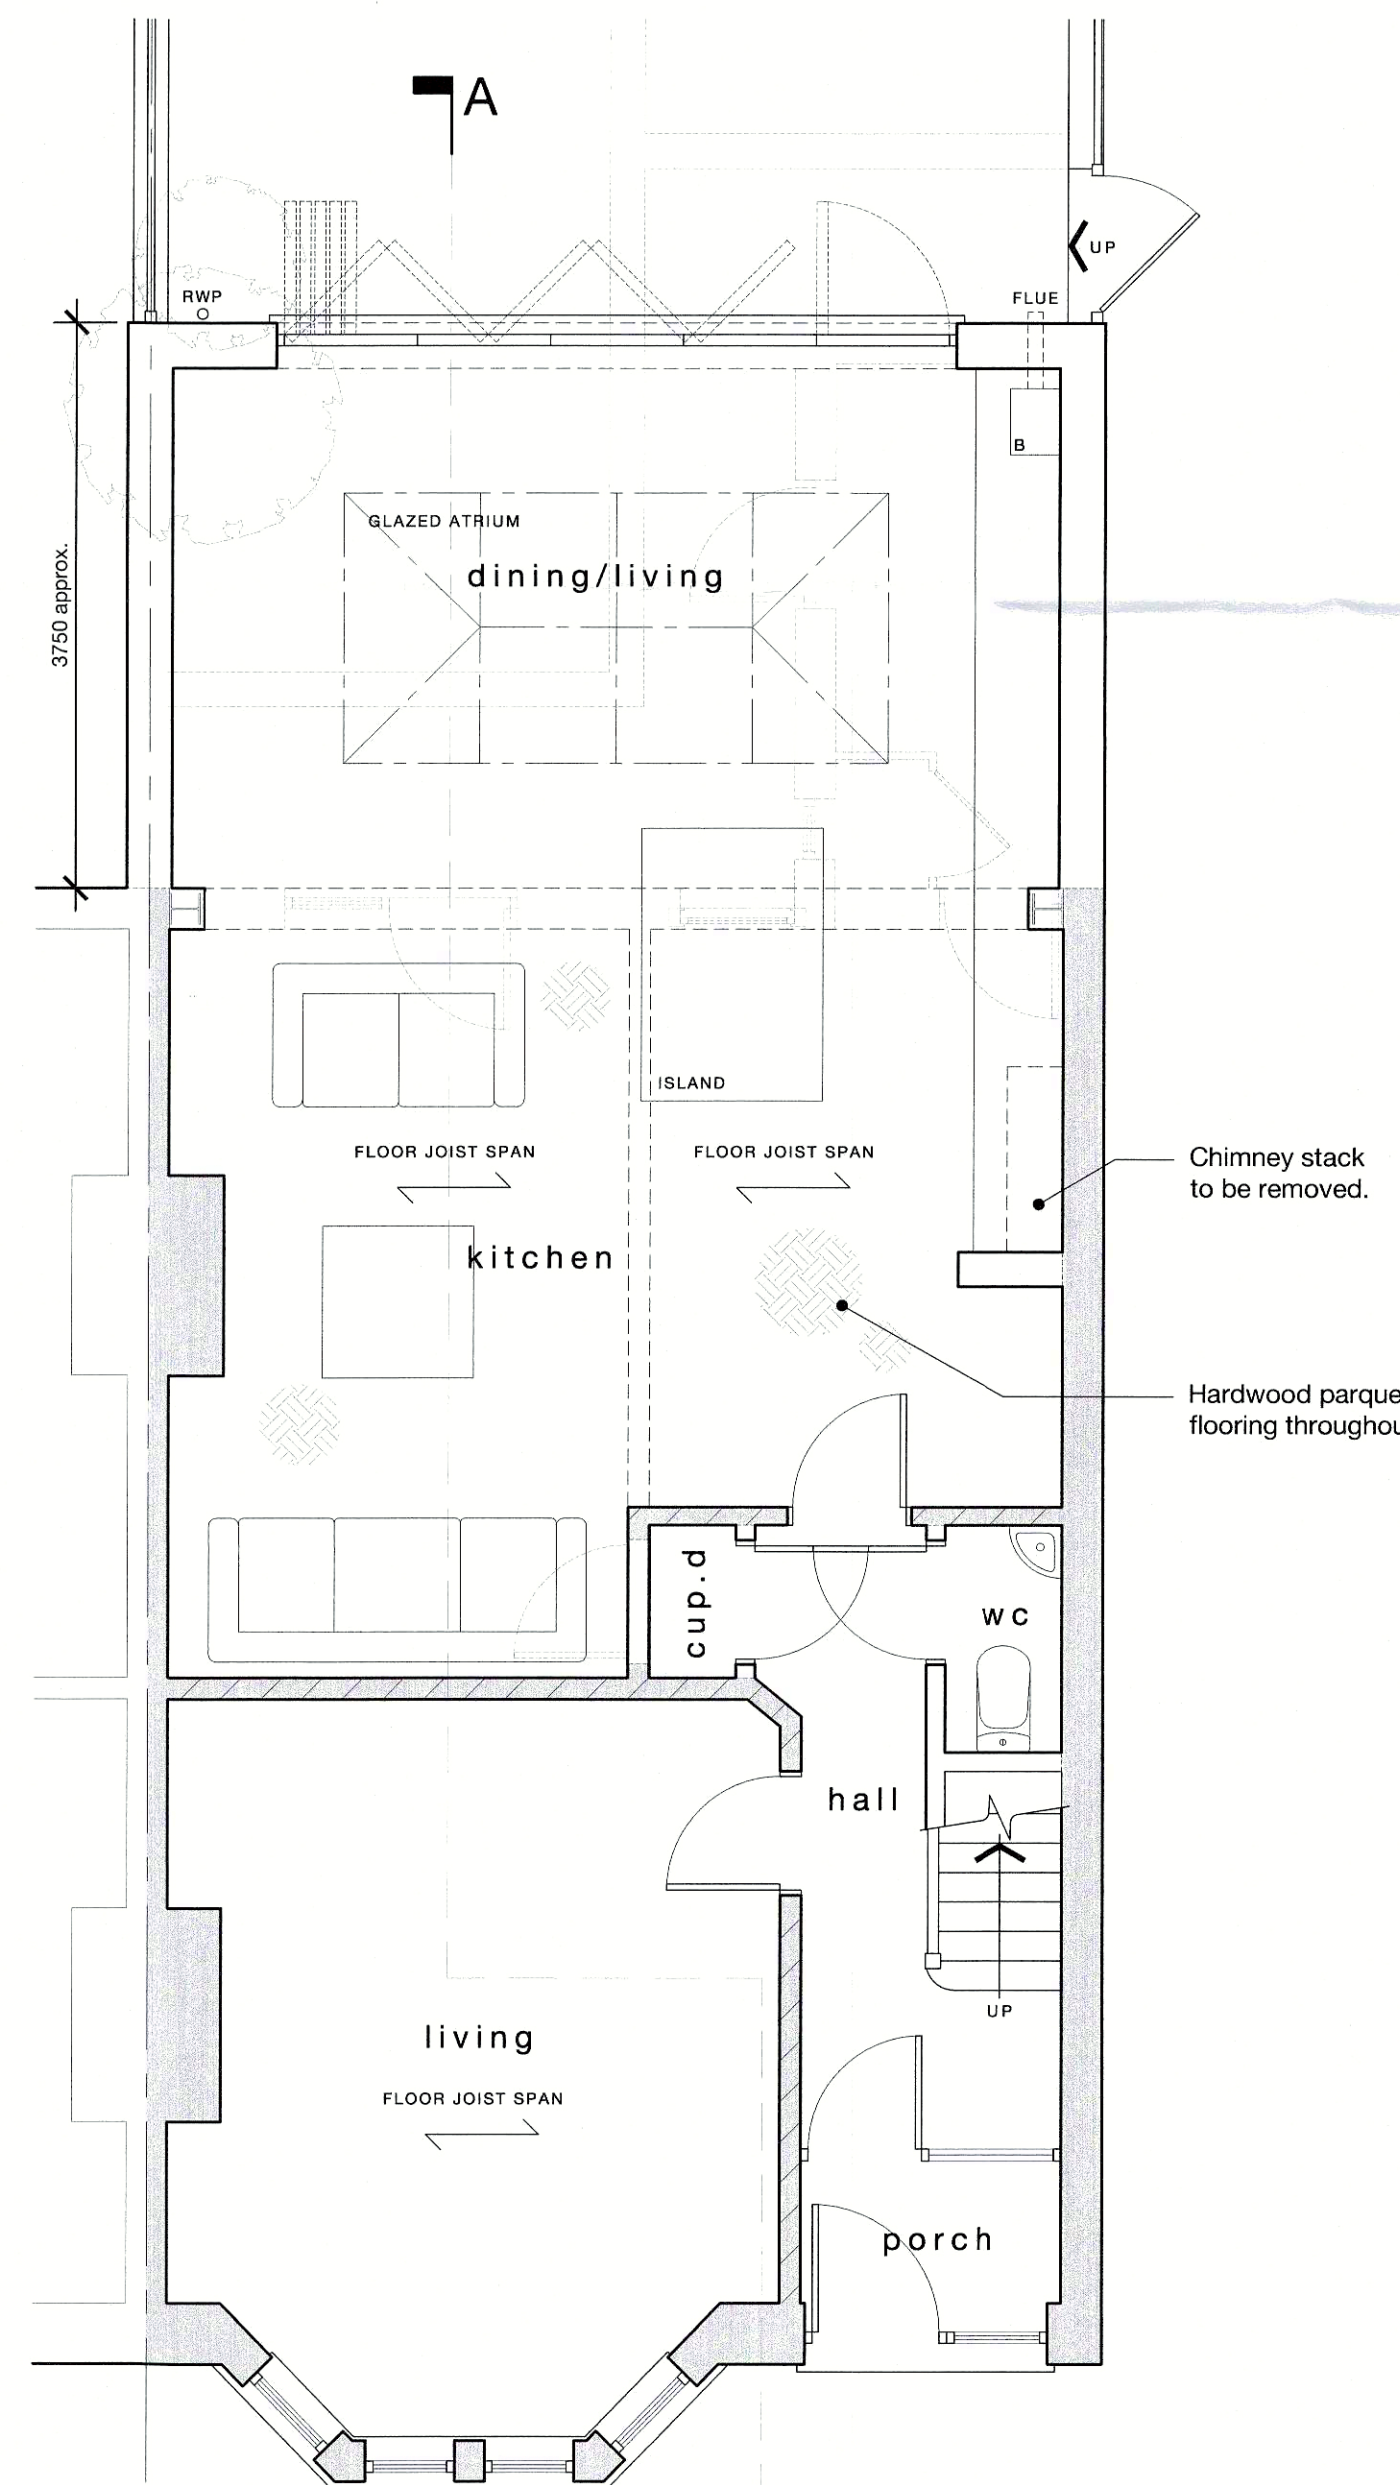 A
UP
RWP
FLUE
B
GLAZED ATRIUM
dining/living
3750 approx.
ISLAND
FLOOR JOIST SPAN
FLOOR JOIST SPAN
Chimney stack
to be removed.
kitchen
Hardwood parque
flooring throughou
cup.d
WC
hall
UP
living
FLOOR JOIST SPAN
porch